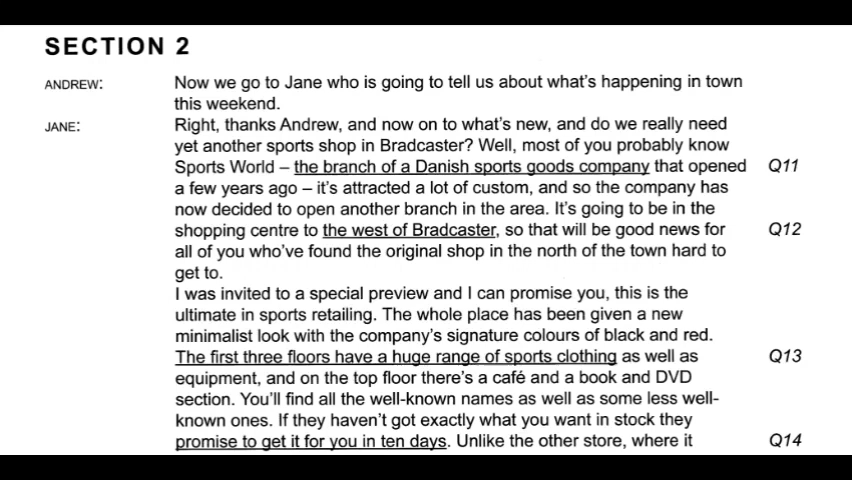 SECTION 2
ANDREW: Now we go to Jane who is going to tell us about what's happening in town
this weekend.
JANE: Right, thanks Andrew, and now on to what's new, and do we really need
yet another sports shop in Bradcaster? Well, most of you probably know
Sports World – the branch of a Danish sports goods company that opened Q11
a few years ago – it's attracted a lot of custom, and so the company has
now decided to open another branch in the area. It's going to be in the
shopping centre to the west of Bradcaster, so that will be good news for Q12
all of you who've found the original shop in the north of the town hard to
get to.
I was invited to a special preview and I can promise you, this is the
ultimate in sports retailing. The whole place has been given a new
minimalist look with the company's signature colours of black and red.
The first three floors have a huge range of sports clothing as well as Q13
equipment, and on the top floor there's a café and a book and DVD
section. You'll find all the well-known names as well as some less well-
known ones. If they haven't got exactly what you want in stock they
promise to get it for you in ten days. Unlike the other store, where it Q14